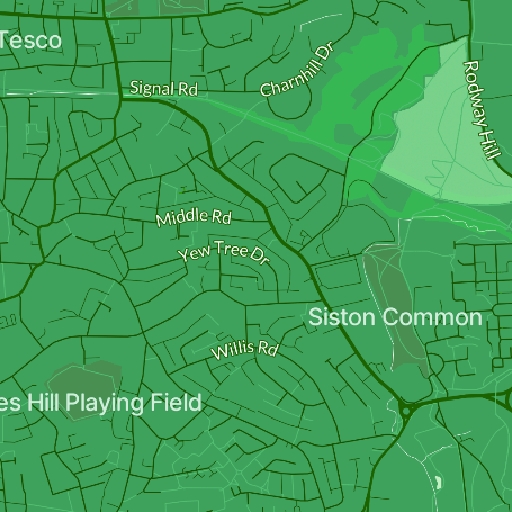 Tesco
Charnhill Dr
Signal Rd
Rodway Hill
Middle Rd
Yew Tree Dr
Siston Common
Willis Rd
es Hill Playing Field